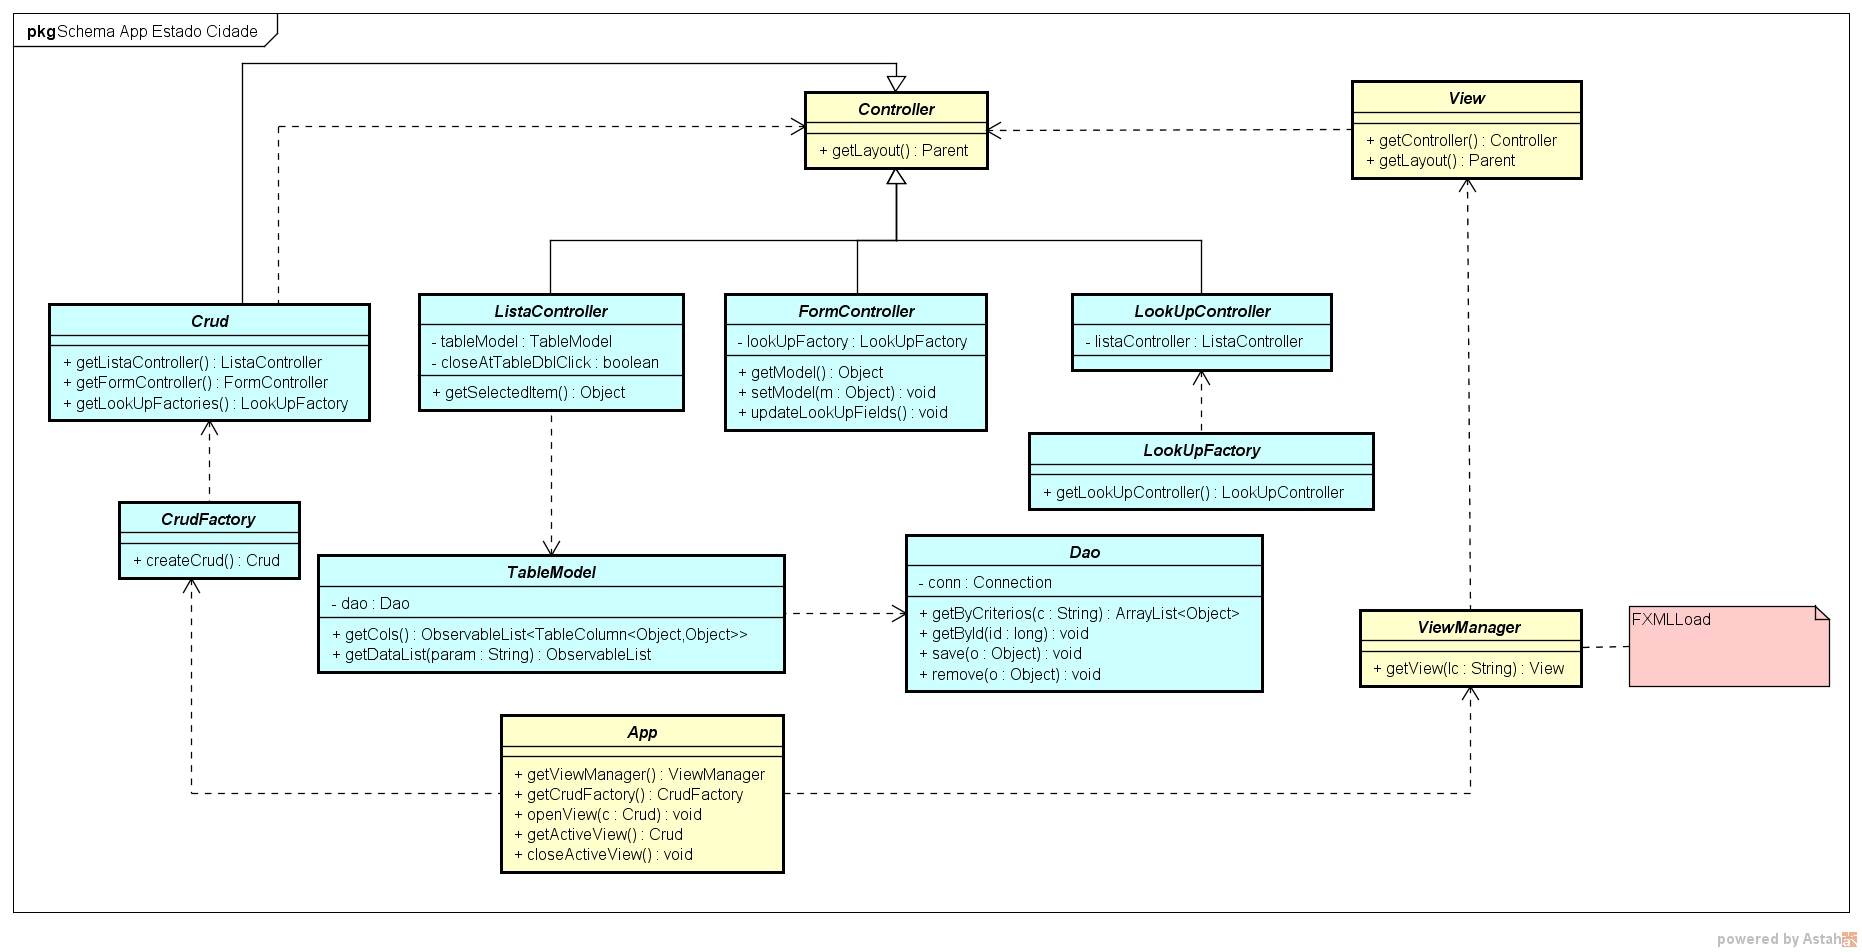 pkg Schema App Estado Cidade
Controller
+ getLayout() : Parent
View
+ getController() : Controller
+ getLayout() : Parent
Crud
+ getListaController() : ListaController
+ getFormController() : FormController
+ getLookUpFactories() : LookUpFactory
ListaController
- tableModel : TableModel
- closeAtTableDblClick : boolean
+ getSelectedItem() : Object
FormController
- lookUpFactory : LookUpFactory
+ getModel() : Object
+ setModel(m : Object) : void
+ updateLookUpFields() : void
LookUpController
- listaController : ListaController
LookUpFactory
+ getLookUpController() : LookUpController
CrudFactory
+ createCrud() : Crud
TableModel
- dao : Dao
+ getCols() : ObservableList<TableColumn<Object,Object>>
+ getDataList(param : String) : ObservableList
Dao
- conn : Connection
+ getByCriterios(c : String) : ArrayList<Object>
+ getById(id : long) : void
+ save(o : Object) : void
+ remove(o : Object) : void
ViewManager
+ getView(lc : String) : View
FXMLLoad
App
+ getViewManager() : ViewManager
+ getCrudFactory() : CrudFactory
+ openView(c : Crud) : void
+ getActiveView() : Crud
+ closeActiveView() : void
powered by Astah